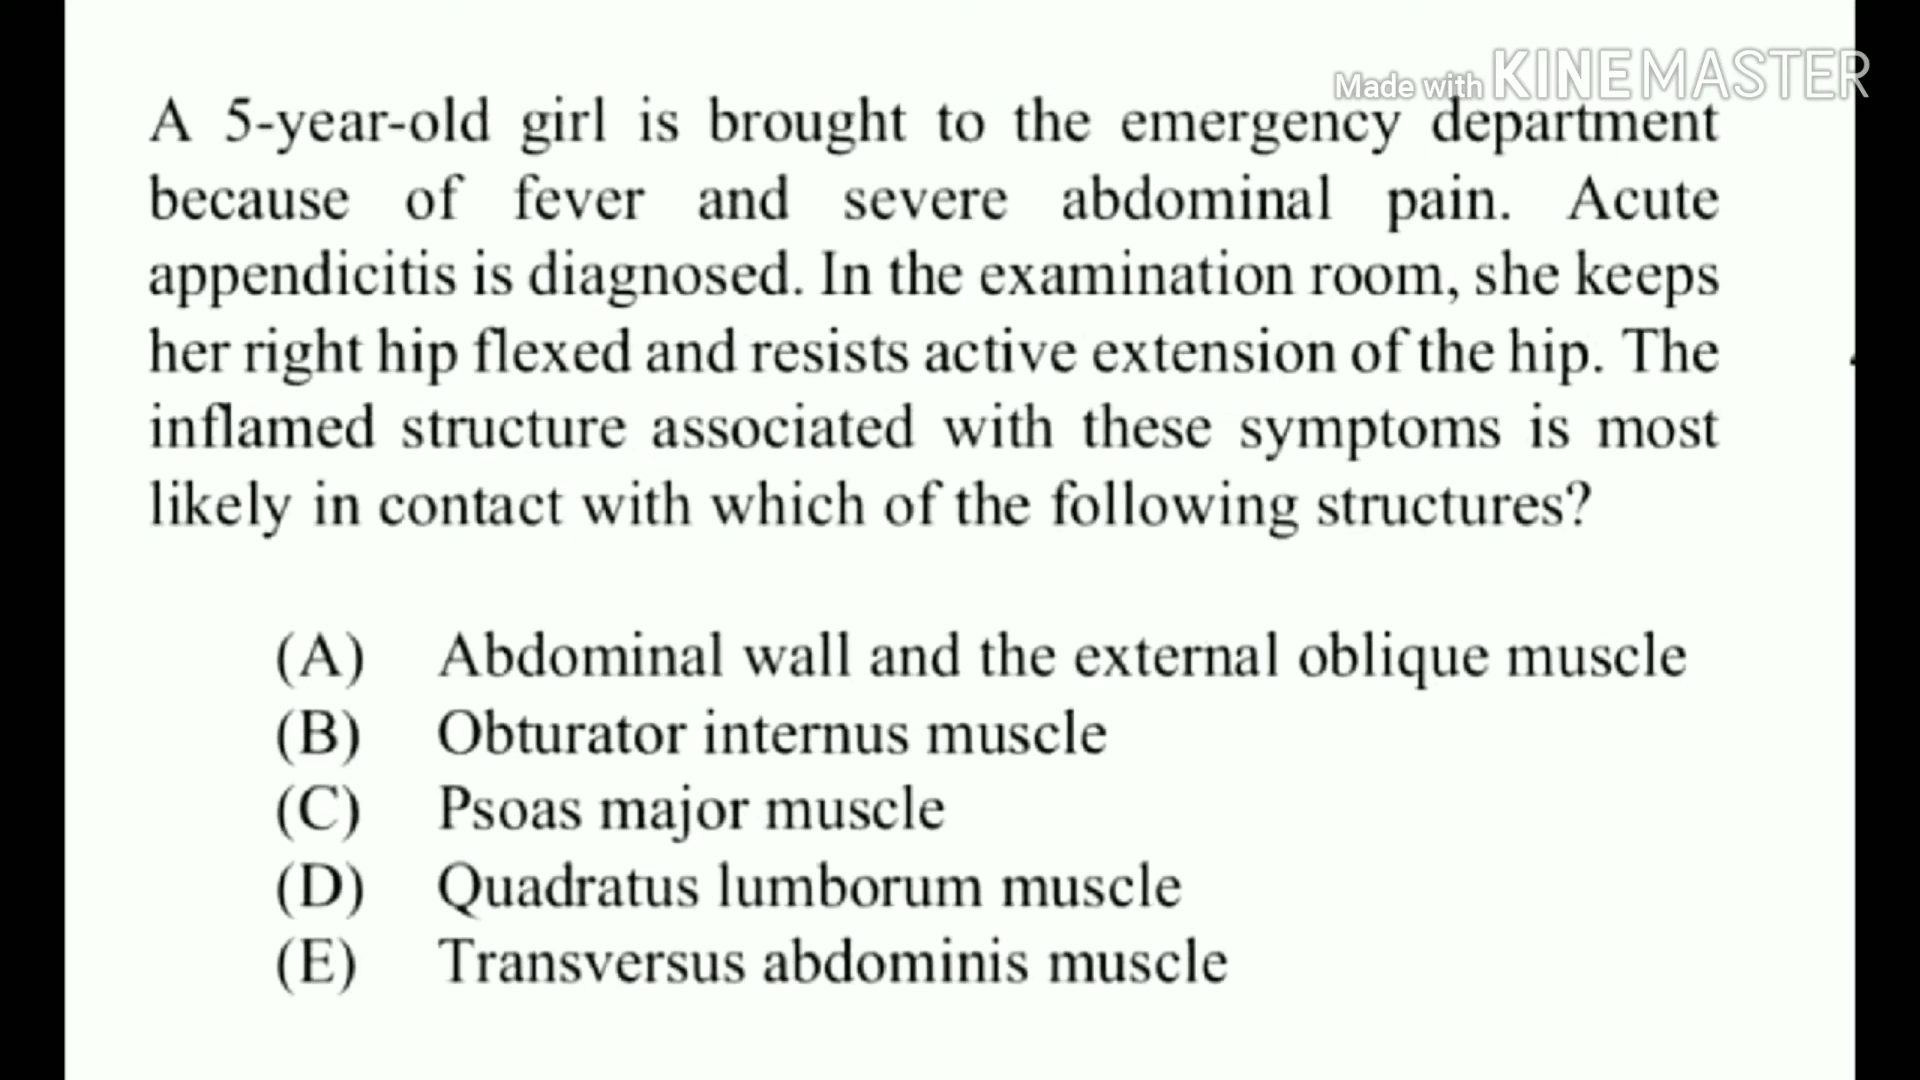 Made with KINEMASTER
A 5-year-old girl is brought to the emergency department
because of fever and severe abdominal pain. Acute
appendicitis is diagnosed. In the examination room, she keeps
her right hip flexed and resists active extension of the hip. The
inflamed structure associated with these symptoms is most
likely in contact with which of the following structures?
(A) Abdominal wall and the external oblique muscle
(B) Obturator internus muscle
(C) Psoas major muscle
(D) Quadratus lumborum muscle
(E) Transversus abdominis muscle